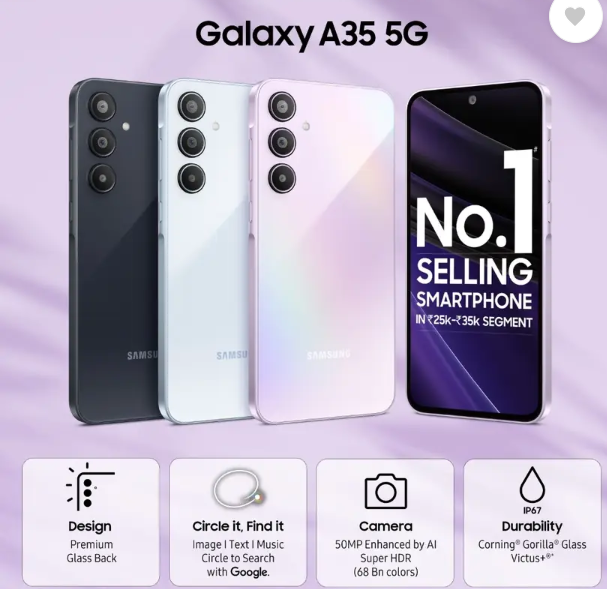 Galaxy A35 5G
SAMSU
SAMSU
SAMSUNG
No.1#
SELLING
SMARTPHONE
IN ₹25k-₹35k SEGMENT
Design
Premium
Glass Back
Circle it, Find it
Image | Text | Music
Circle to Search
with Google.
Camera
50MP Enhanced by AI
Super HDR
(68 Bn colors)
IP67
Durability
Corning® Gorilla® Glass
Victus+®*